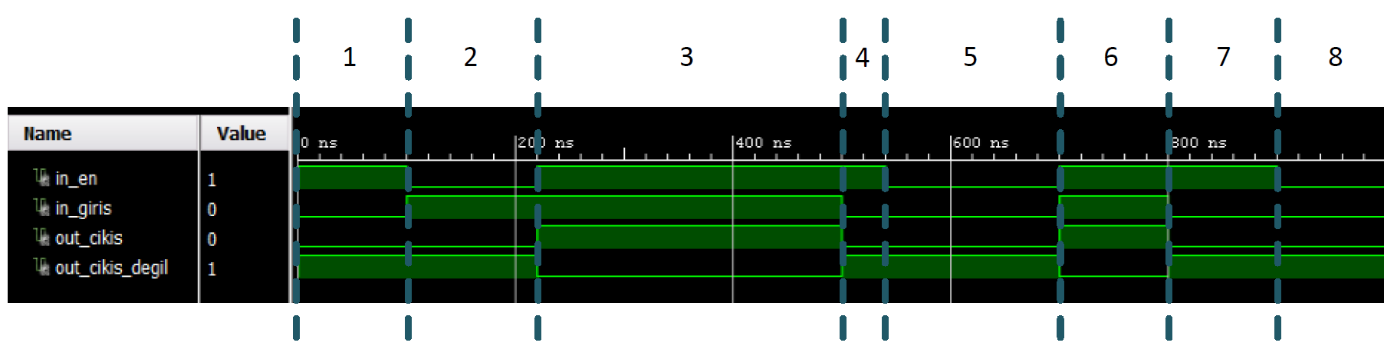 1 2 3 4 5 6 7 8
Name Value
0 ns 200 ns 400 ns 600 ns 800 ns
in_en 1
in_giris 0
out_cikis 0
out_cikis_degil 1